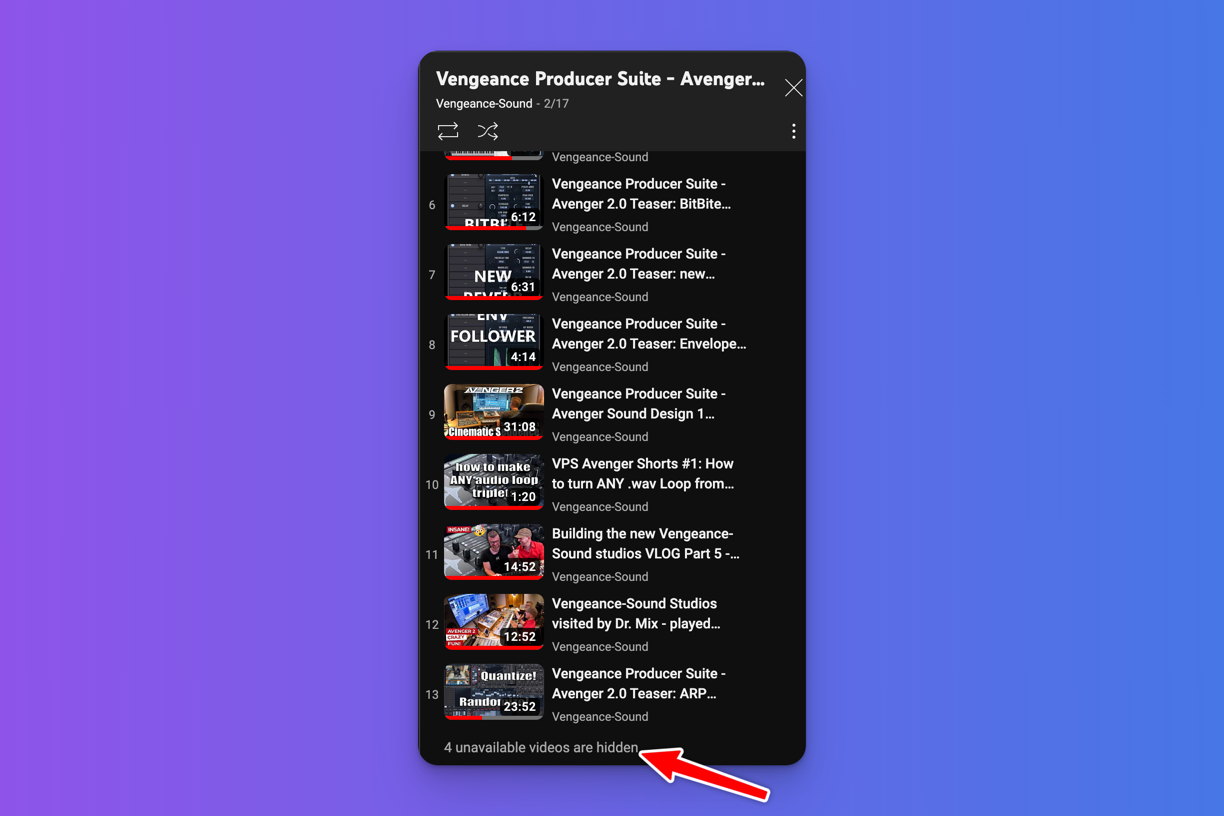 Vengeance Producer Suite - Avenger...
Vengeance-Sound - 2/17
Vengeance-Sound
6
6:12
Vengeance Producer Suite -
Avenger 2.0 Teaser: BitBite...
Vengeance-Sound
7
NEW
6:31
Vengeance Producer Suite -
Avenger 2.0 Teaser: new...
Vengeance-Sound
8
ENV
FOLLOWER
4:14
Vengeance Producer Suite -
Avenger 2.0 Teaser: Envelope...
Vengeance-Sound
9
AVENGER 2
Cinematic S
31:08
Vengeance Producer Suite -
Avenger Sound Design 1...
Vengeance-Sound
10
how to make
ANY audio loop
triplet
1:20
VPS Avenger Shorts #1: How
to turn ANY .wav Loop from...
Vengeance-Sound
11
INSANE!
14:52
Building the new Vengeance-
Sound studios VLOG Part 5 -...
Vengeance-Sound
12
AVENGER 2
CRAZY
FUN!
12:52
Vengeance-Sound Studios
visited by Dr. Mix - played...
Vengeance-Sound
13
Quantize!
Random
23:52
Vengeance Producer Suite -
Avenger 2.0 Teaser: ARP...
Vengeance-Sound
4 unavailable videos are hidden